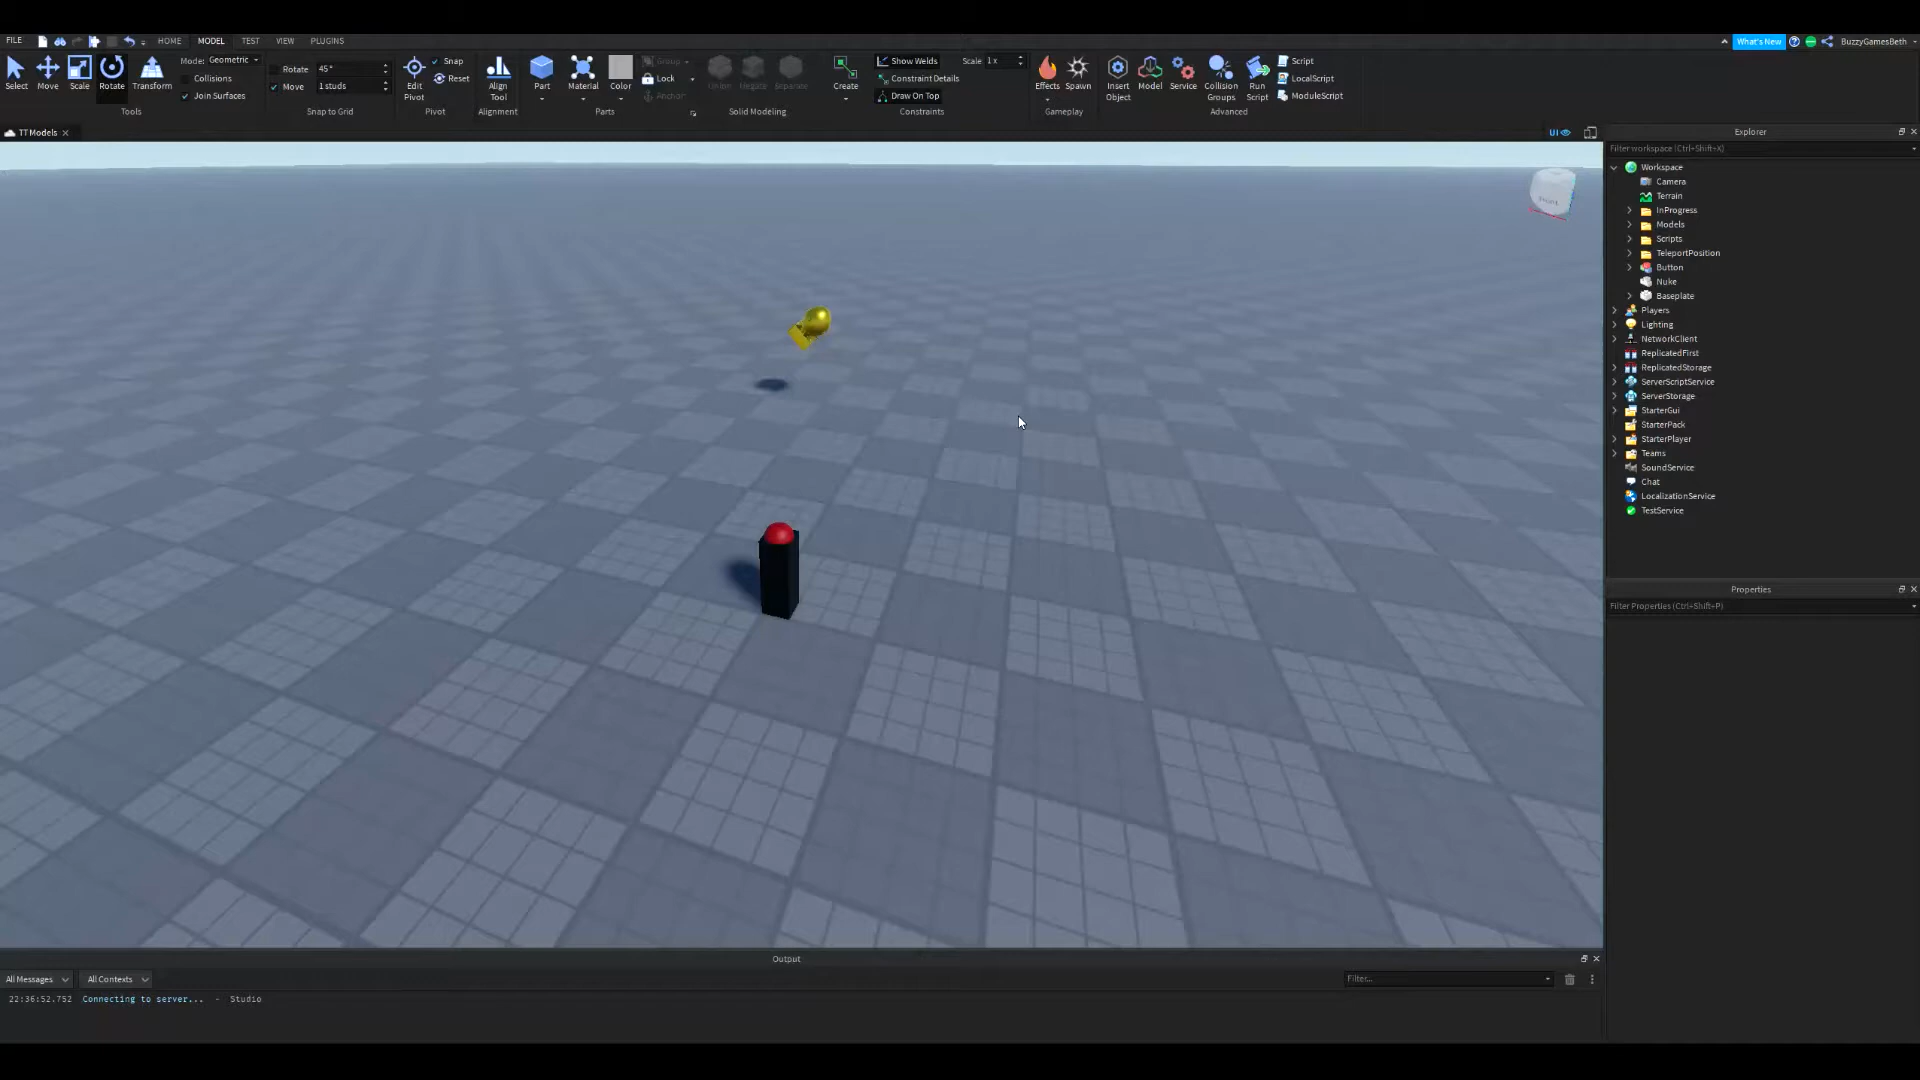 FILE HOME MODEL TEST VIEW PLUGINS What's New BuzzyGamesBeth
Select Move Scale Rotate Transform
Mode: Geometric
Collisions
Join Surfaces
Tools
Rotate 45°
Move 1 studs
Snap to Grid
Edit Pivot
Snap
Reset
Pivot
Align Tool
Alignment
Part Material Color
Group
Lock
Anchor
Parts
Union Negate Separate
Solid Modeling
Create
Show Welds Scale 1 x
Constraint Details
Draw On Top
Constraints
Effects Spawn
Gameplay
Insert Object Model Service Collision Groups Run Script
Script
LocalScript
ModuleScript
Advanced
TT Models
UI
FRONT
Explorer
Filter workspace (Ctrl+Shift+X)
Workspace
Camera
Terrain
InProgress
Models
Scripts
TeleportPosition
Button
Nuke
Baseplate
Players
Lighting
NetworkClient
ReplicatedFirst
ReplicatedStorage
ServerScriptService
ServerStorage
StarterGui
StarterPack
StarterPlayer
Teams
SoundService
Chat
LocalizationService
TestService
Properties
Filter Properties (Ctrl+Shift+P)
Output
All Messages All Contexts Filter...
22:36:52.752 Connecting to server... - Studio